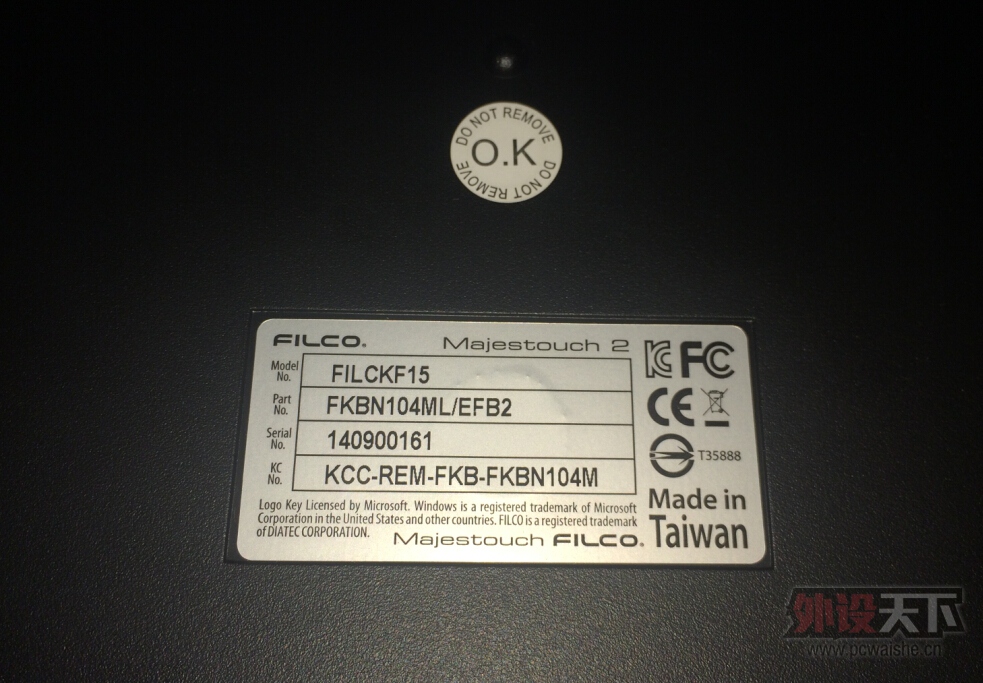 DO NOT REMOVE
O.K
DO NOT REMOVE
FILCO® Majestouch 2
Model No. FILCKF15
Part No. FKBN104ML/EFB2
Serial No. 140900161
KC No. KCC-REM-FKB-FKBN104M
FC
CE
T35888
Logo Key Licensed by Microsoft. Windows is a registered trademark of Microsoft
Corporation in the United States and other countries. FILCO is a registered trademark
of DIATEC CORPORATION.
Majestouch FILCO®
Made in
Taiwan
外设天下
www.pcwaishe.cn